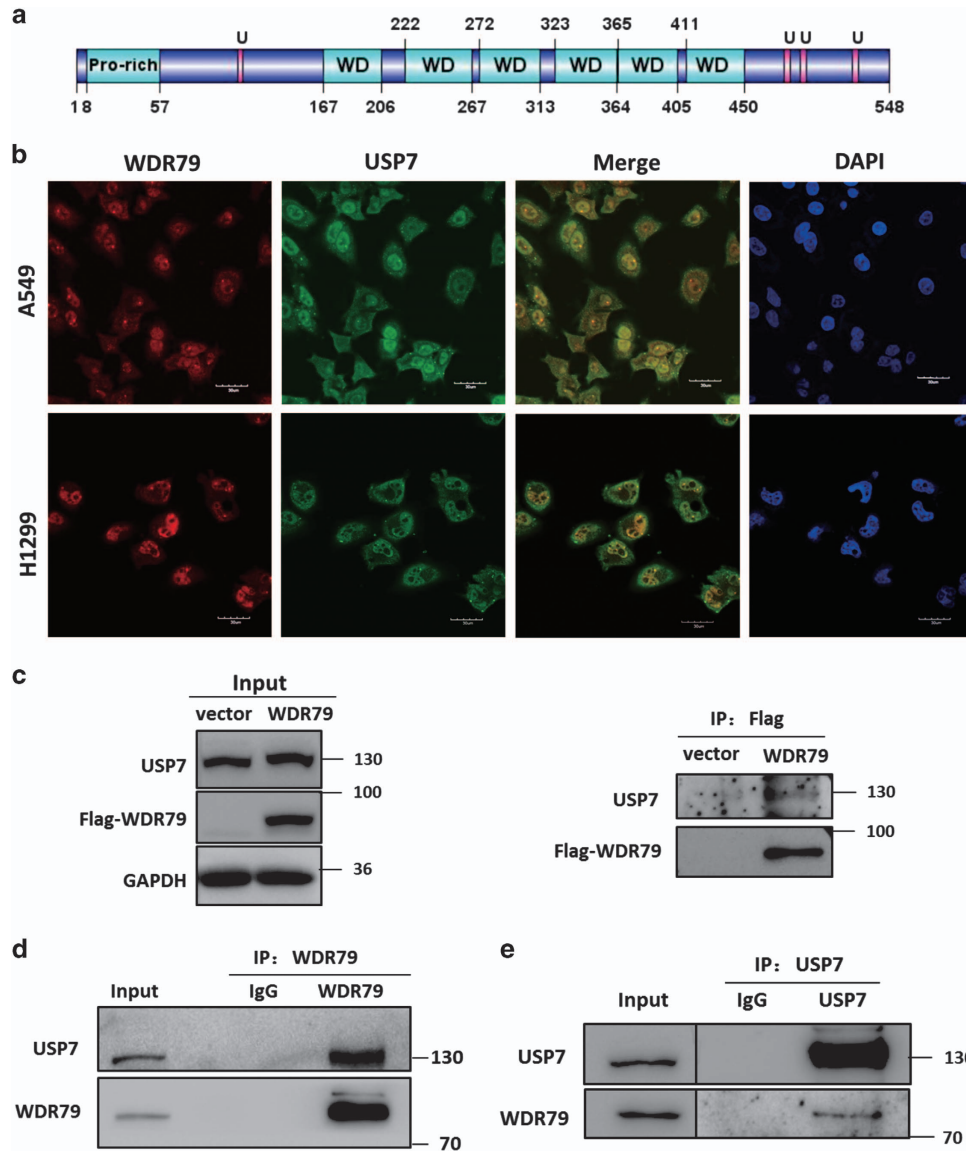 a
222 272 323 365 411
U U U U
Pro-rich WD WD WD WD WD WD
1 8 57 167 206 267 313 364 405 450 548
b
WDR79 USP7 Merge DAPI
A549
H1299
c
Input
vector WDR79
USP7 130
100
Flag-WDR79
36
GAPDH
IP: Flag
vector WDR79
USP7 130
100
Flag-WDR79
d
IP: WDR79
Input IgG WDR79
USP7 130
WDR79
70
e
IP: USP7
Input IgG USP7
USP7 130
WDR79
70